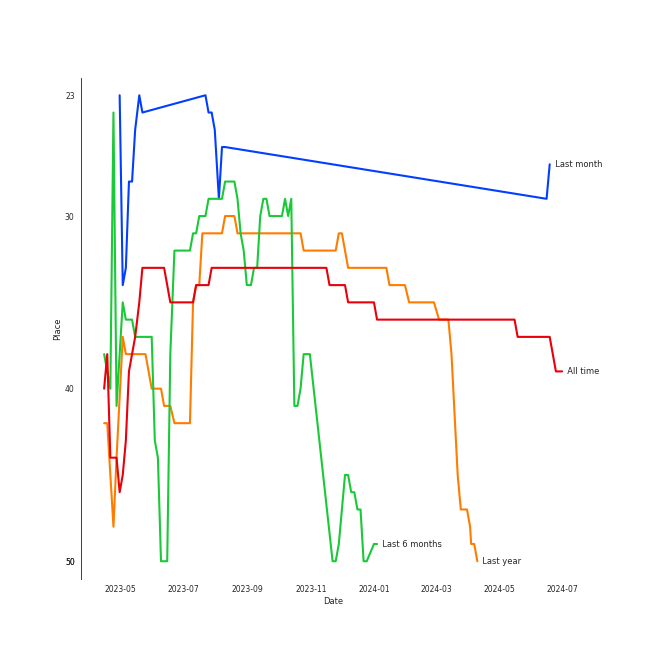 23
30
40
50
Place
Last month
All time
Last 6 months
Last year
2023-05 2023-07 2023-09 2023-11 2024-01 2024-03 2024-05 2024-07
Date